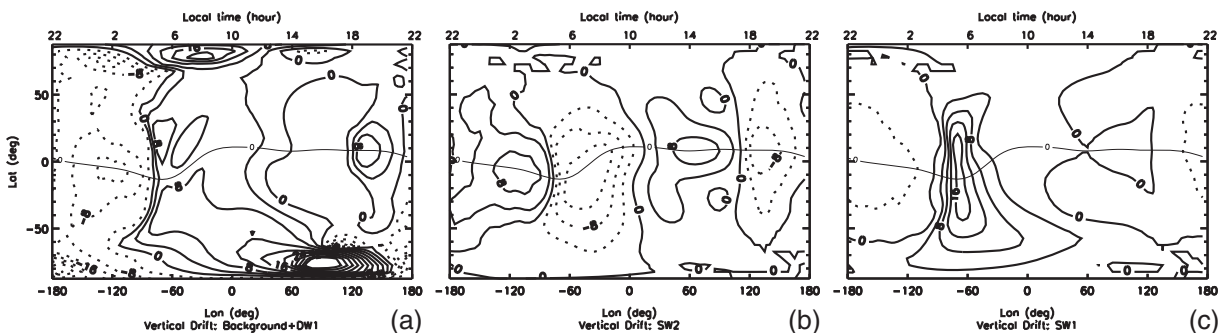 Local time (hour)
22 2 6 10 14 18 22
Local time (hour)
22 2 6 10 14 18 22
Local time (hour)
22 2 6 10 14 18 22
Lat (deg)
50
0
-50
-180 -120 -60 0 60 120 180
Lon (deg)
Vertical Drift: Background+DW1
(a)
-180 -120 -60 0 60 120 180
Lon (deg)
Vertical Drift: SW2
(b)
-180 -120 -60 0 60 120 180
Lon (deg)
Vertical Drift: SW1
(c)